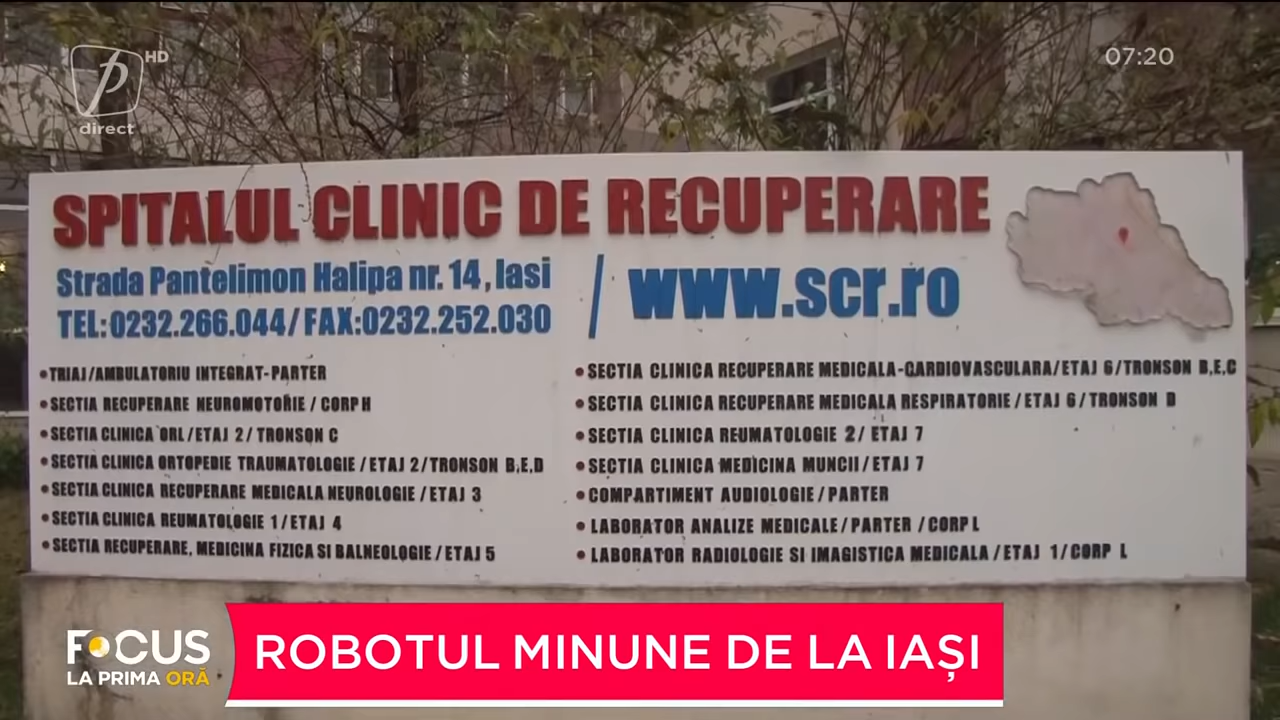 HD
direct
07:20
SPITALUL CLINIC DE RECUPERARE
Strada Pantelimon Halipa nr. 14, Iasi / www.scr.ro
TEL: 0232.266.044 / FAX: 0232.252.030
•TRIAJ/AMBULATORIU INTEGRAT-PARTER
•SECTIA RECUPERARE NEUROMOTORIE / CORP H
•SECTIA CLINICA ORL/ETAJ 2/ TRONSON C
•SECTIA CLINICA ORTOPEDIE TRAUMATOLOGIE / ETAJ 2/TRONSON B,E,D
•SECTIA CLINICA RECUPERARE MEDICALA NEUROLOGIE / ETAJ 3
•SECTIA CLINICA REUMATOLOGIE 1/ETAJ 4
•SECTIA RECUPERARE, MEDICINA FIZICA SI BALNEOLOGIE/ETAJ 5
•SECTIA CLINICA RECUPERARE MEDICALA-CARDIOVASCULARA/ETAJ 6/TRONSON B,E,C
•SECTIA CLINICA RECUPERARE MEDICALA RESPIRATORIE / ETAJ 6/TRONSON D
•SECTIA CLINICA REUMATOLOGIE 2/ ETAJ 7
•SECTIA CLINICA MEDICINA MUNCII/ETAJ 7
•COMPARTIMENT AUDIOLOGIE/PARTER
•LABORATOR ANALIZE MEDICALE/PARTER /CORP L
•LABORATOR RADIOLOGIE SI IMAGISTICA MEDICALA /ETAJ 1/CORP L
FOCUS
LA PRIMA ORĂ
ROBOTUL MINUNE DE LA IAȘI